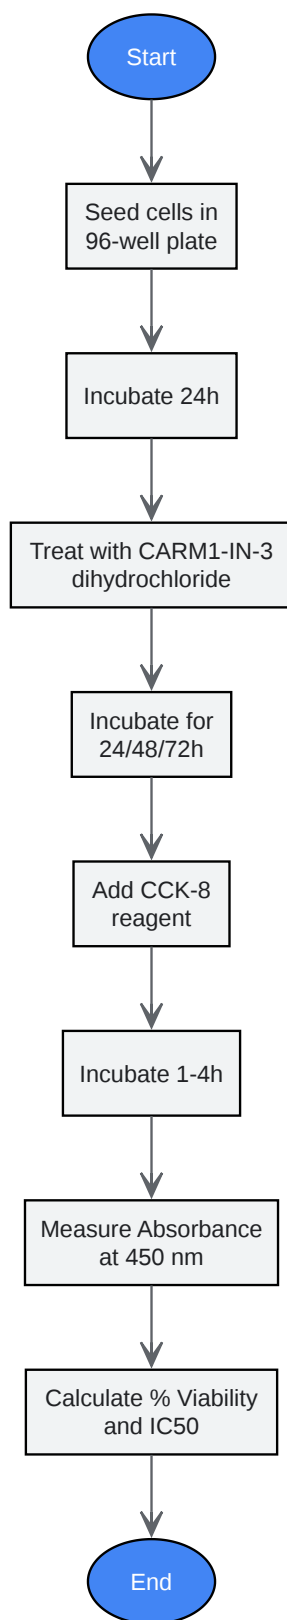 Start
Seed cells in
96-well plate
Incubate 24h
Treat with CARM1-IN-3
dihydrochloride
Incubate for
24/48/72h
Add CCK-8
reagent
Incubate 1-4h
Measure Absorbance
at 450 nm
Calculate % Viability
and IC50
End